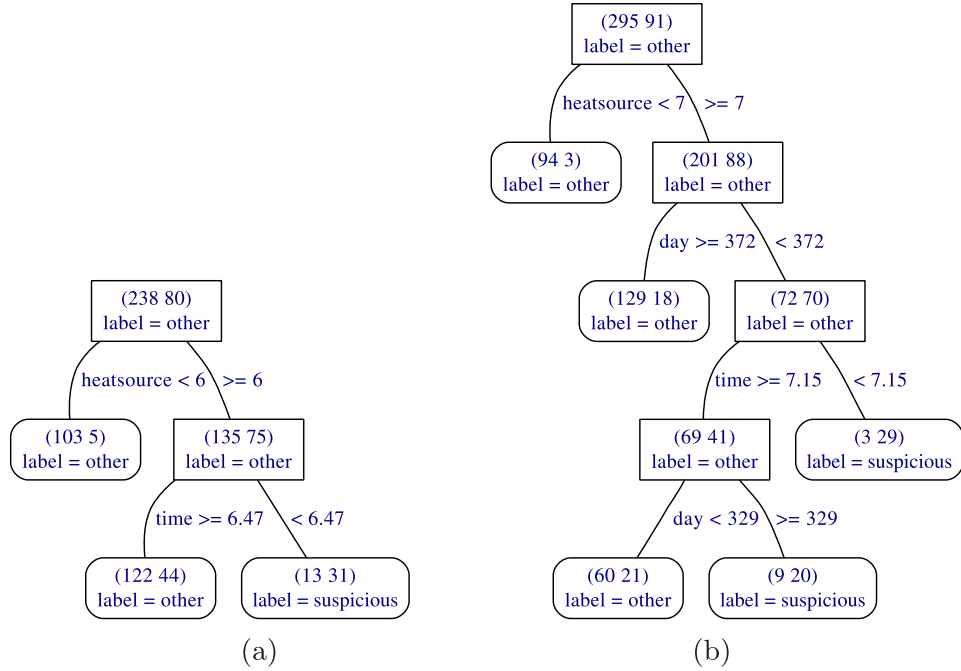 (238 80)
label = other
heatsource < 6
>= 6
(103 5)
label = other
(135 75)
label = other
time >= 6.47
< 6.47
(122 44)
label = other
(13 31)
label = suspicious
(a)
(295 91)
label = other
heatsource < 7
>= 7
(94 3)
label = other
(201 88)
label = other
day >= 372
< 372
(129 18)
label = other
(72 70)
label = other
time >= 7.15
< 7.15
(69 41)
label = other
(3 29)
label = suspicious
day < 329
>= 329
(60 21)
label = other
(9 20)
label = suspicious
(b)